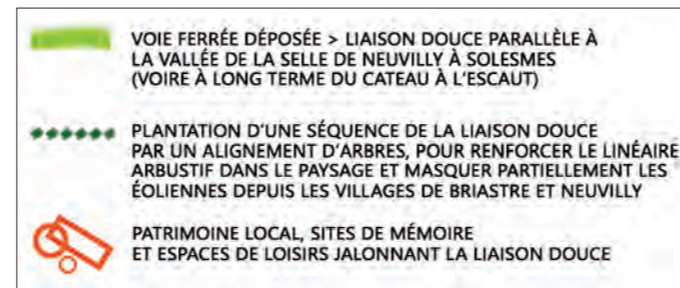 VOIE FERRÉE DÉPOSÉE > LIAISON DOUCE PARALLÈLE À
LA VALLÉE DE LA SELLE DE NEUVILLY À SOLESMES
(VOIRE À LONG TERME DU CATEAU À L'ESCAUT)
PLANTATION D'UNE SÉQUENCE DE LA LIAISON DOUCE
PAR UN ALIGNEMENT D'ARBRES, POUR RENFORCER LE LINÉAIRE
ARBUSTIF DANS LE PAYSAGE ET MASQUER PARTIELLEMENT LES
ÉOLIENNES DEPUIS LES VILLAGES DE BRIASTRE ET NEUVILLY
PATRIMOINE LOCAL, SITES DE MÉMOIRE
ET ESPACES DE LOISIRS JALONNANT LA LIAISON DOUCE